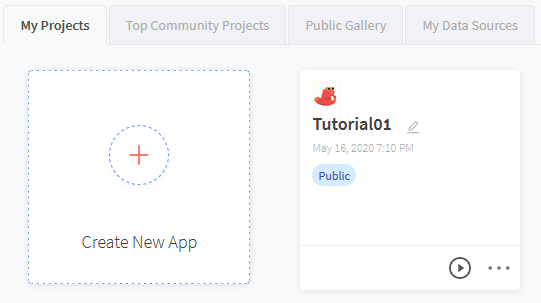 My Projects
Top Community Projects
Public Gallery
My Data Sources
Create New App
Tutorial01
May 16, 2020 7:10 PM
Public